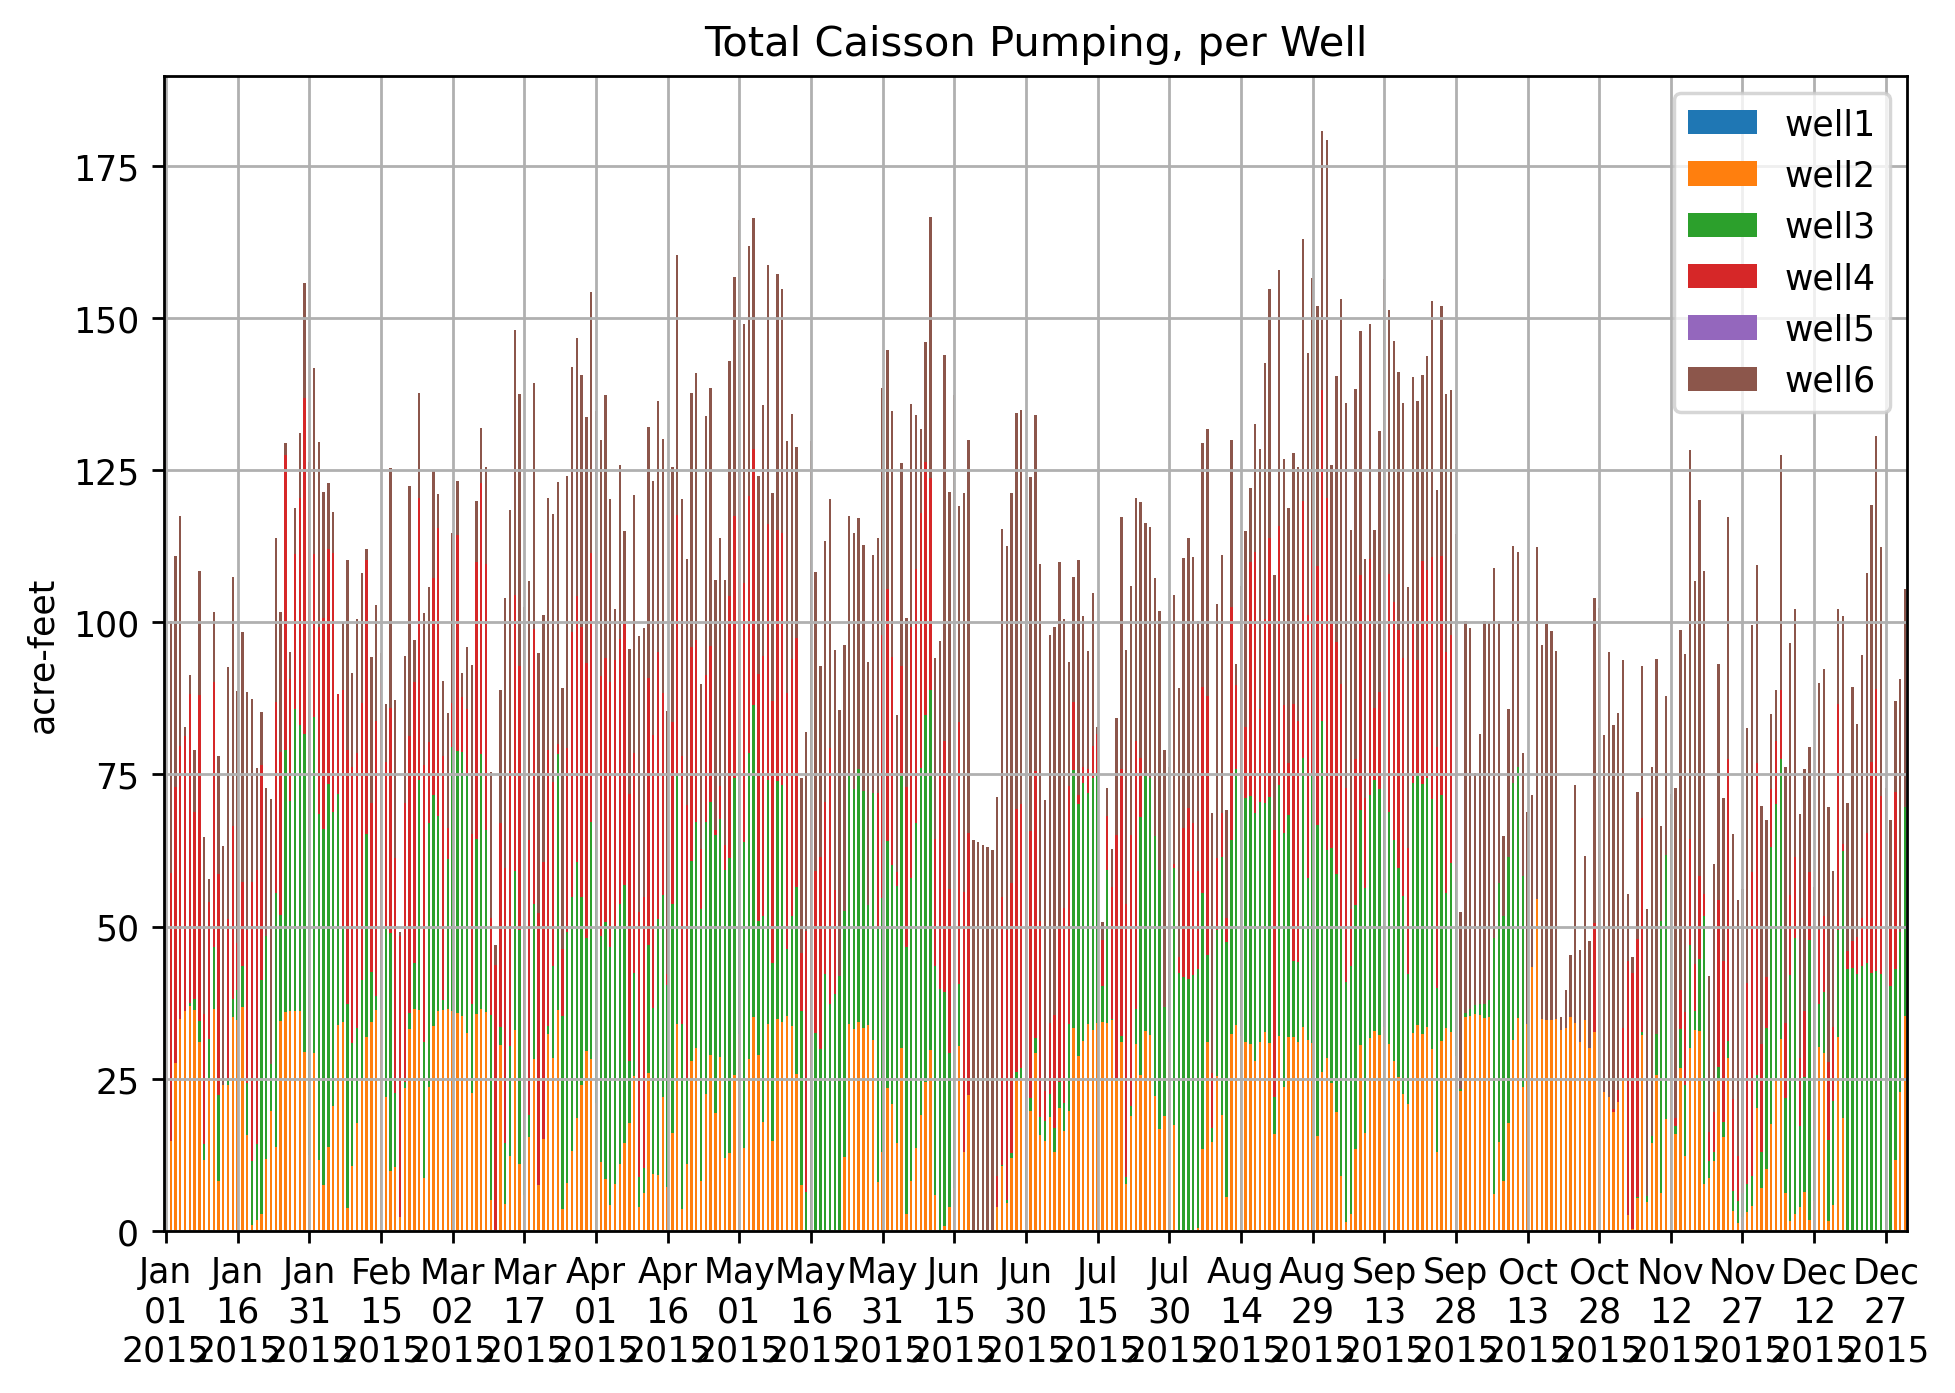 Total Caisson Pumping, per Well
well1
well2
well3
well4
well5
well6
acre-feet
175
150
125
100
75
50
25
0
Jan Jan Jan Feb Mar Mar Apr Apr May May May Jun Jun Jul Jul Aug Aug Sep Sep Oct Oct Nov Nov Dec Dec
01 16 31 15 02 17 01 16 01 16 31 15 30 15 30 14 29 13 28 13 28 12 27 12 27
2015 2015 2015 2015 2015 2015 2015 2015 2015 2015 2015 2015 2015 2015 2015 2015 2015 2015 2015 2015 2015 2015 2015 2015 2015